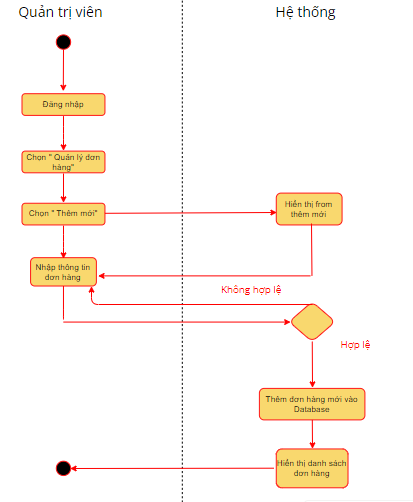 Quản trị viên
Hệ thống
Đăng nhập
Chọn " Quản lý đơn
hàng"
Chọn " Thêm mới"
Hiển thị from
thêm mới
Nhập thông tin
đơn hàng
Không hợp lệ
Hợp lệ
Thêm đơn hàng mới vào
Database
Hiển thị danh sách
đơn hàng